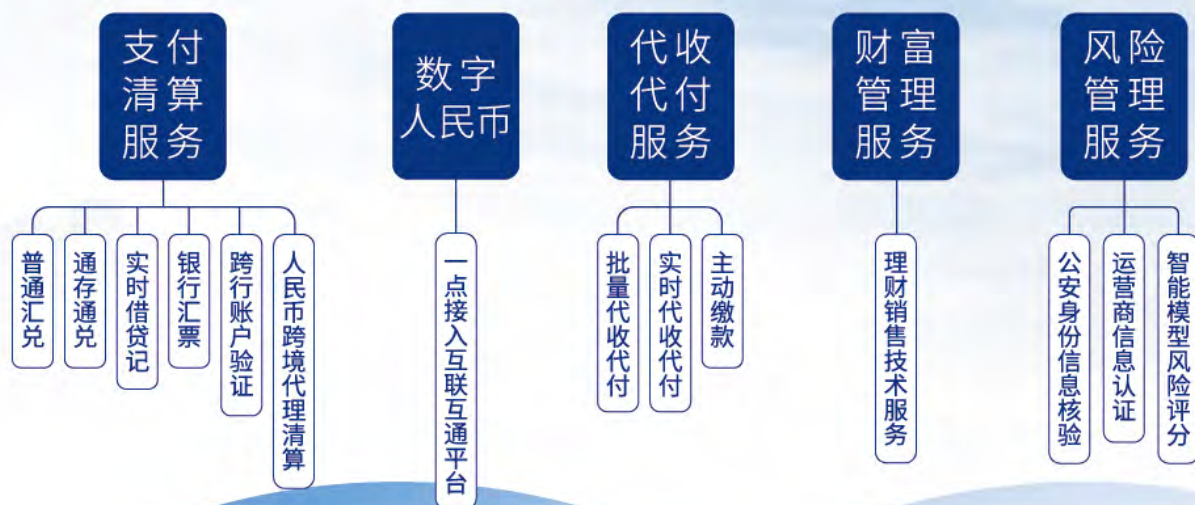 支付
清算
服务
普通汇兑
通存通兑
实时借贷记
银行汇票
跨行账户验证
人民币跨境代理清算
数字
人民币
一点接入互联互通平台
代收
代付
服务
批量代收代付
实时代收代付
主动缴款
财富
管理
服务
理财销售技术服务
风险
管理
服务
公安身份信息核验
运营商信息认证
智能模型风险评分